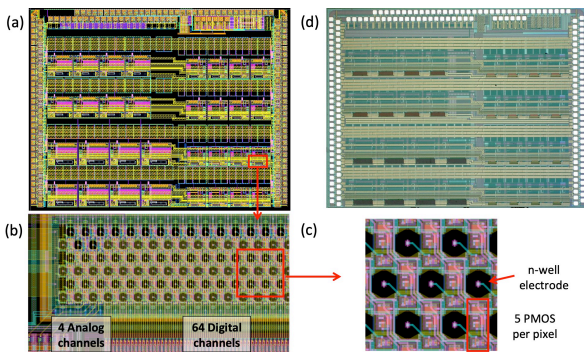 (a)
(d)
(b)
(c)
4 Analog
channels
64 Digital
channels
n-well
electrode
5 PMOS
per pixel